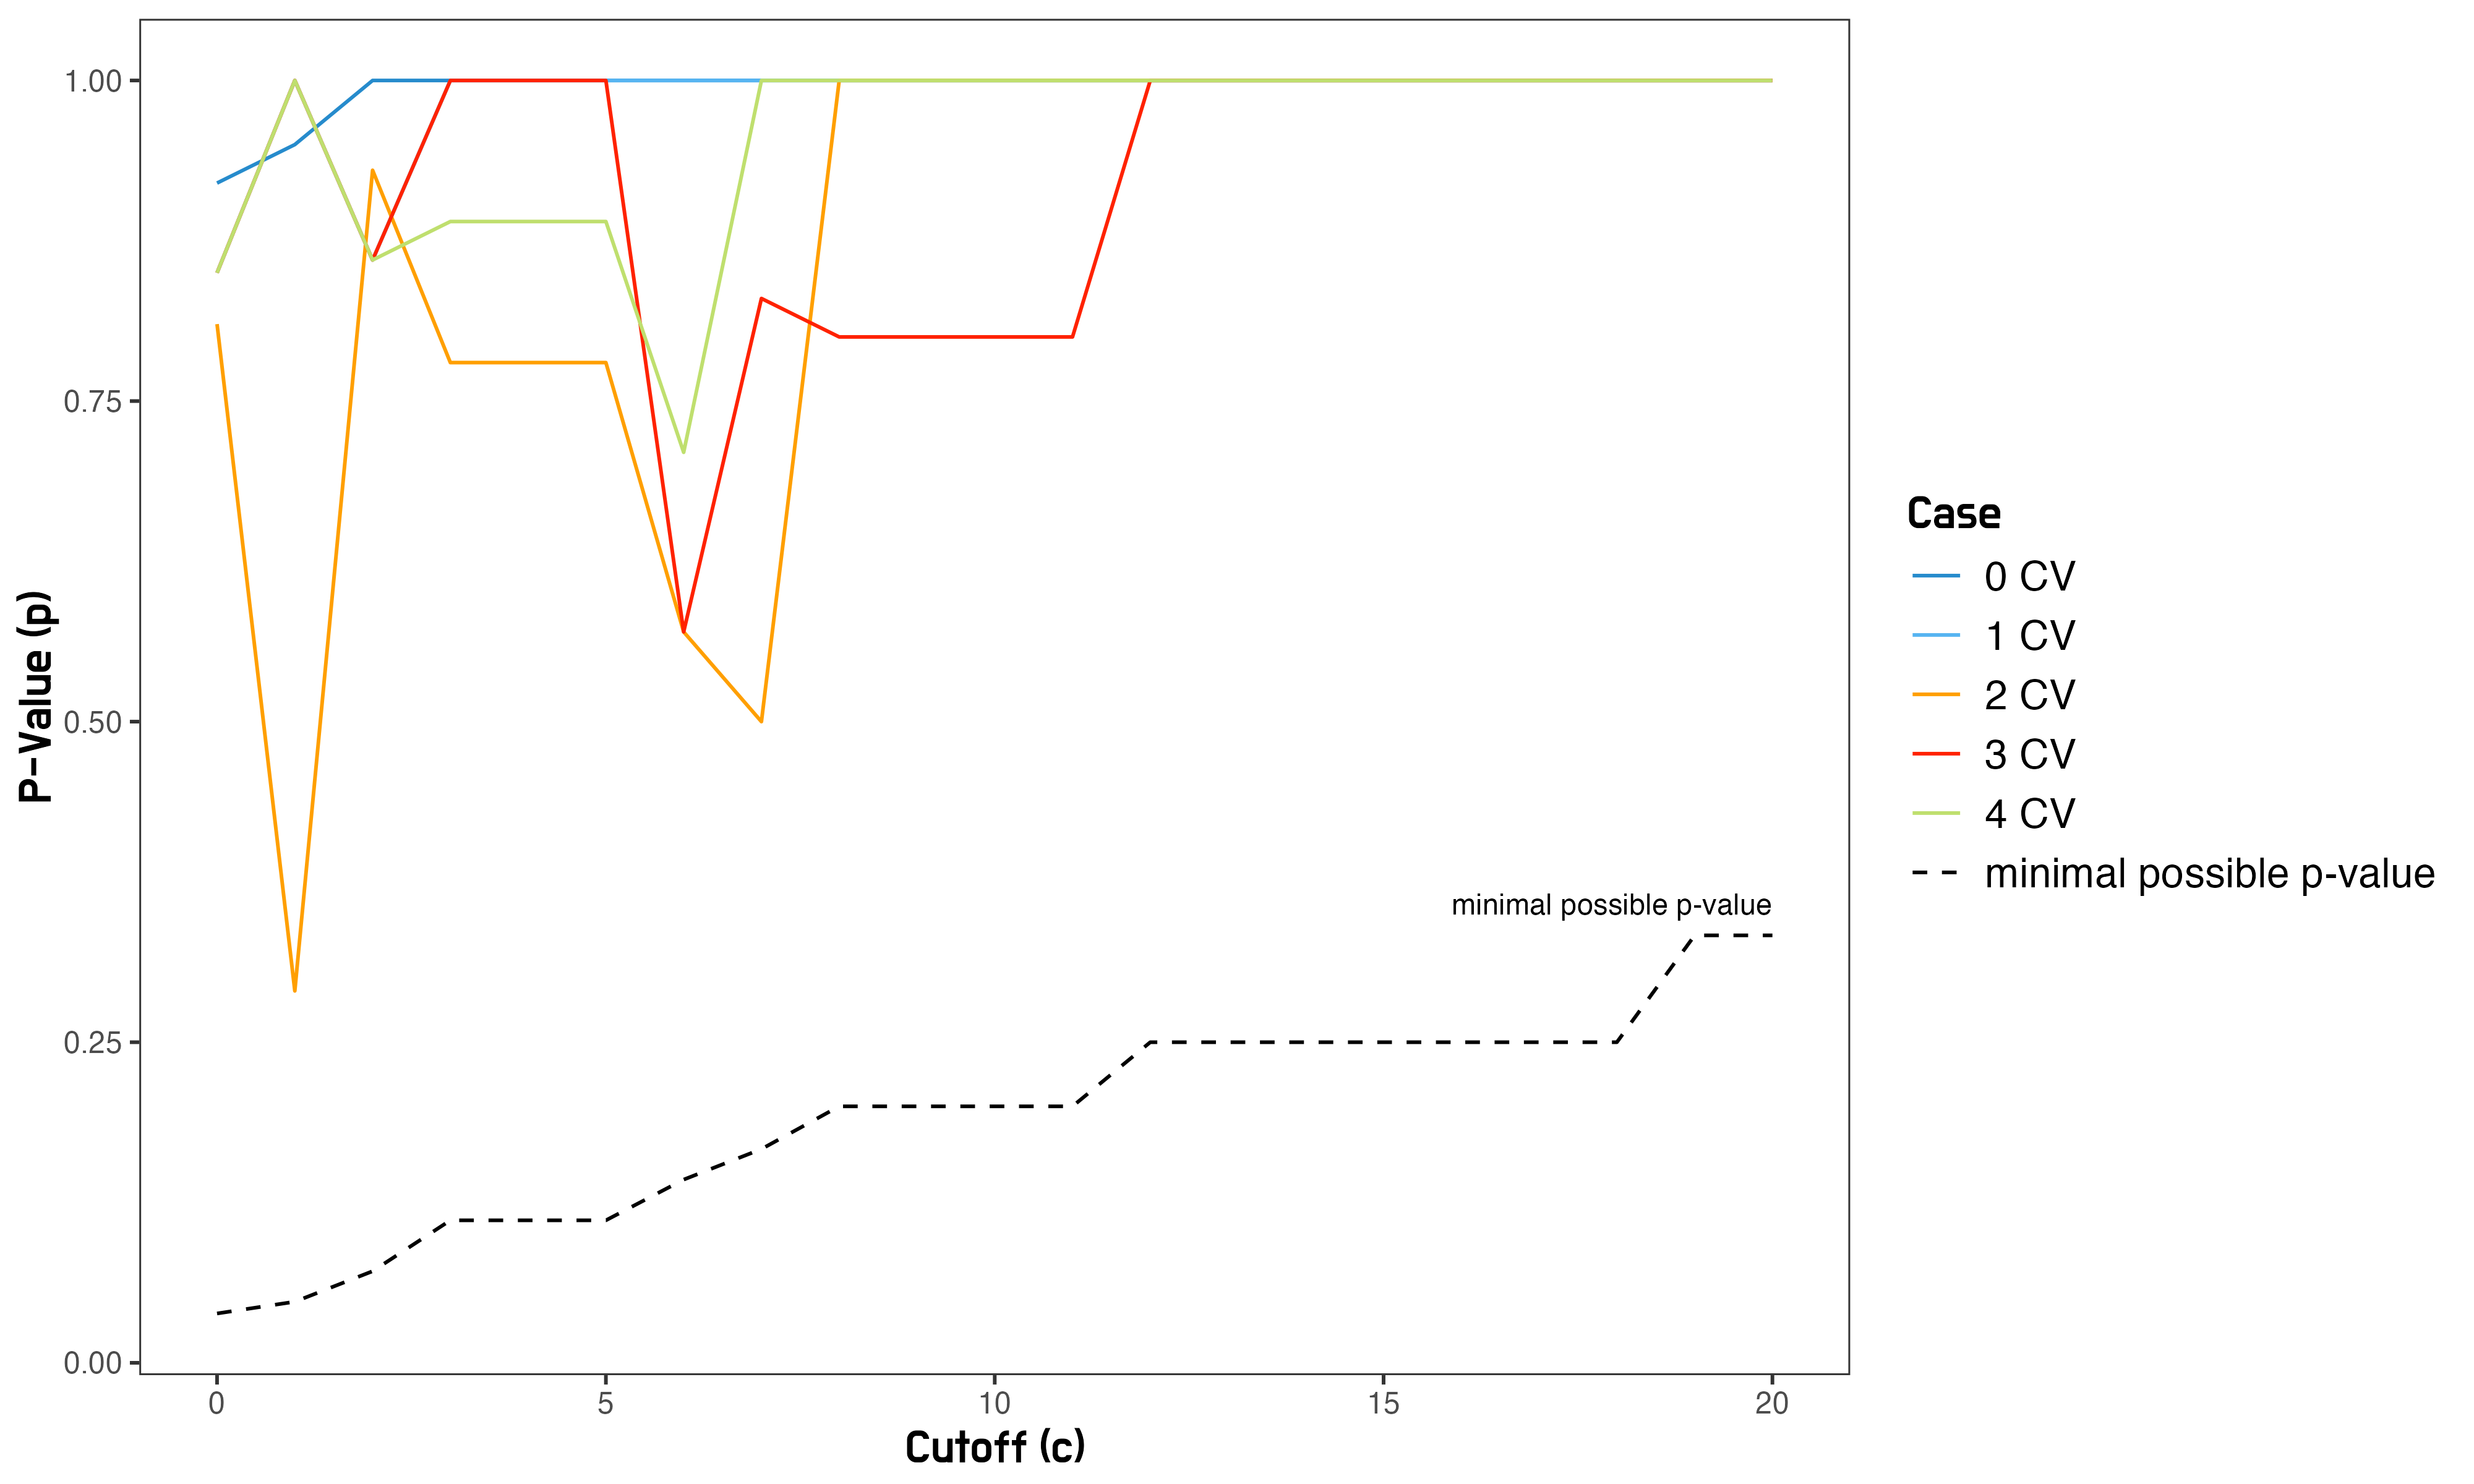 P-Value (p)
1.00
0.75
0.50
0.25
0.00
0
5
10
15
20
Cutoff (c)
minimal possible p-value
Case
0 CV
1 CV
2 CV
3 CV
4 CV
minimal possible p-value